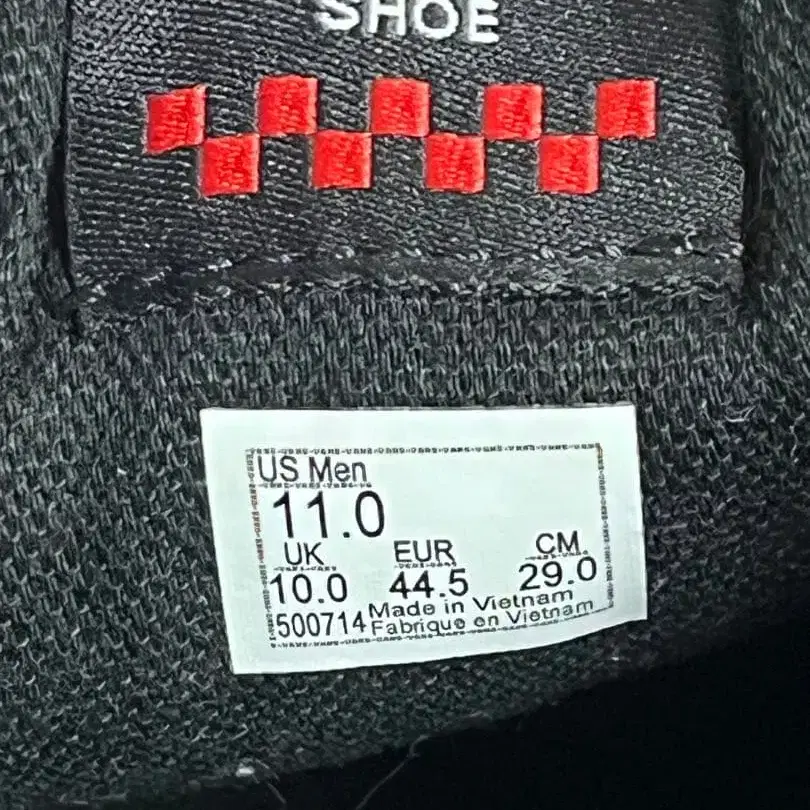 SHOE
US Men
11.0
UK EUR CM
10.0 44.5 29.0
500714 Made in Vietnam
Fabriqué en Vietnam